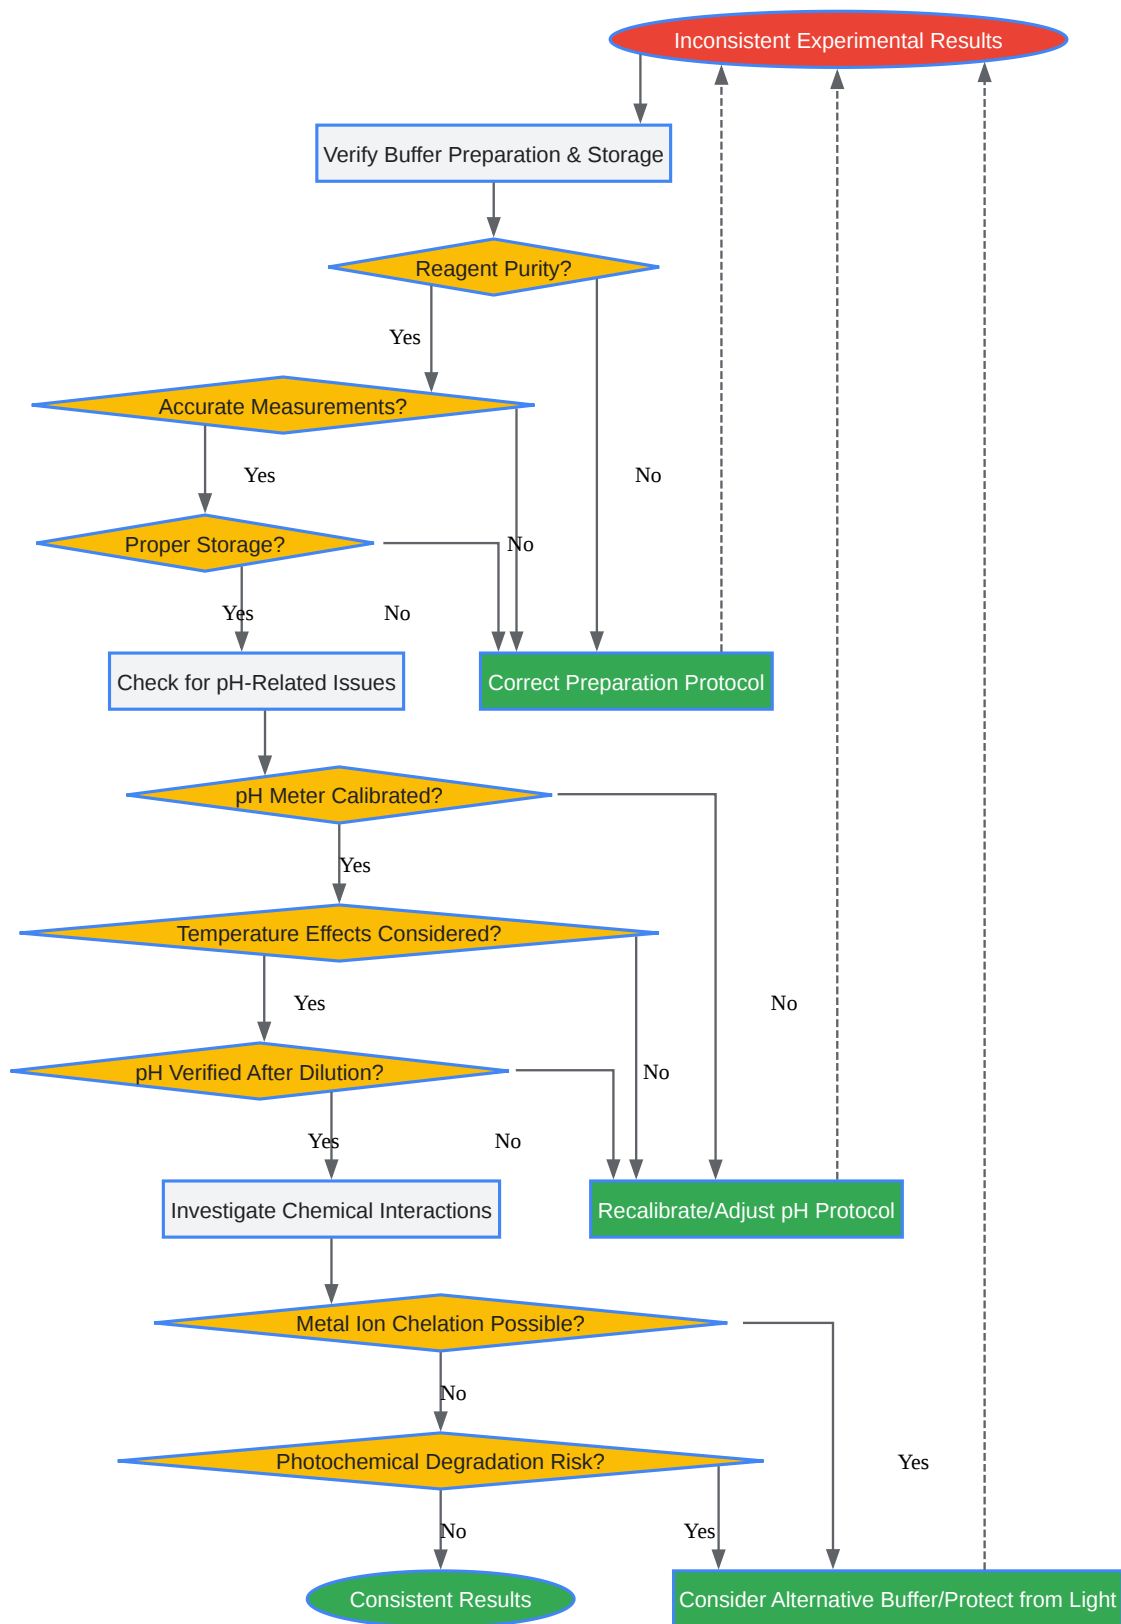 Inconsistent Experimental Results
Verify Buffer Preparation & Storage
Reagent Purity?
Yes
Accurate Measurements?
Yes
No
Proper Storage?
No
Yes
No
Check for pH-Related Issues
Correct Preparation Protocol
pH Meter Calibrated?
Yes
Temperature Effects Considered?
Yes
No
pH Verified After Dilution?
No
Yes
No
Investigate Chemical Interactions
Recalibrate/Adjust pH Protocol
Metal Ion Chelation Possible?
No
Photochemical Degradation Risk?
Yes
No
Yes
Consistent Results
Consider Alternative Buffer/Protect from Light